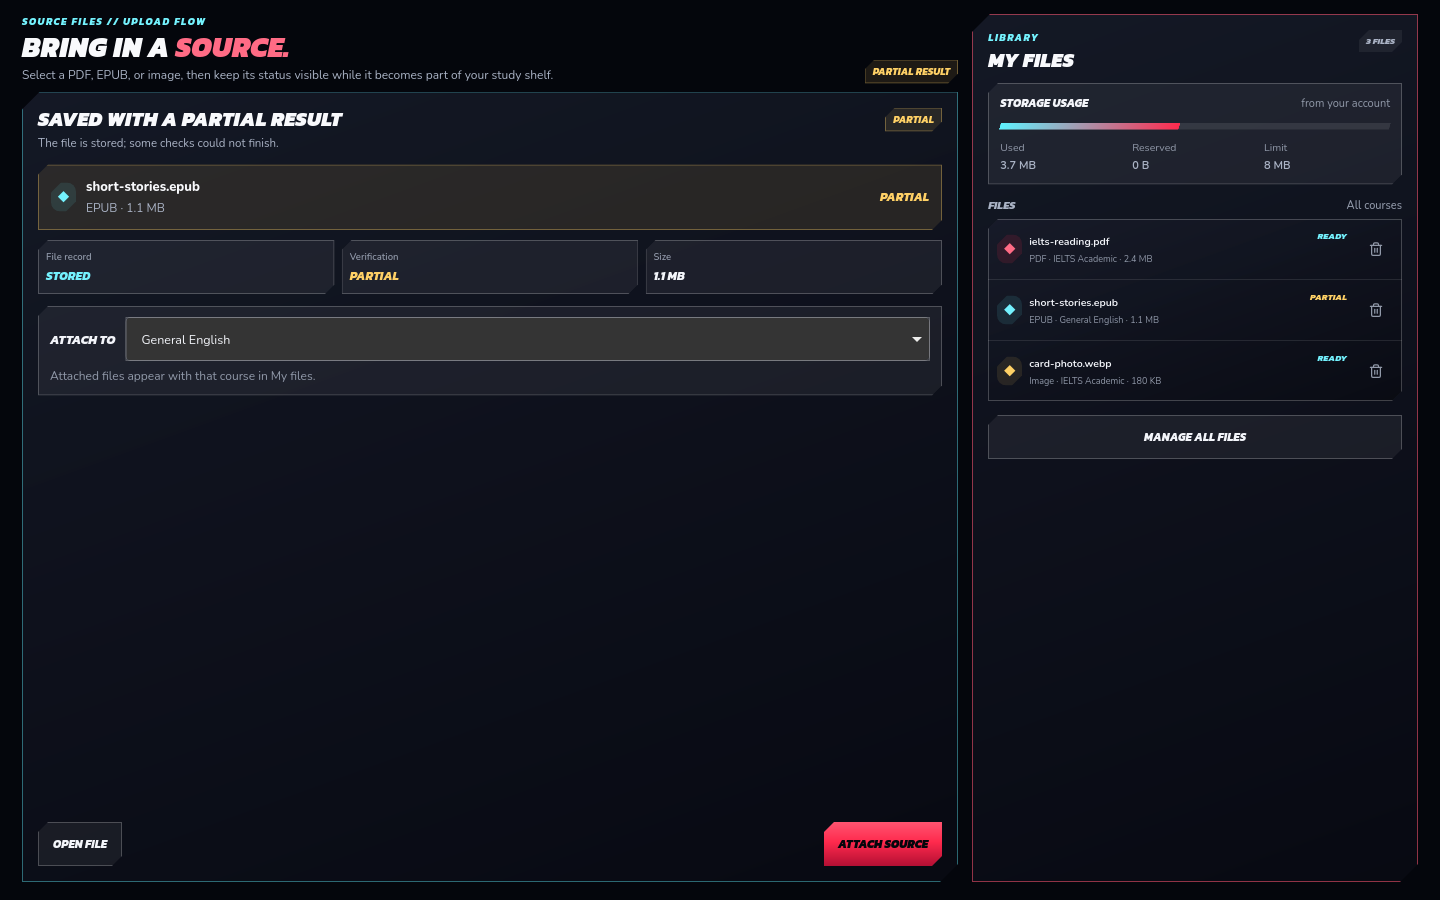 SOURCE FILES // UPLOAD FLOW
BRING IN A SOURCE.
Select a PDF, EPUB, or image, then keep its status visible while it becomes part of your study shelf.
PARTIAL RESULT
SAVED WITH A PARTIAL RESULT
PARTIAL
The file is stored; some checks could not finish.
short-stories.epub
EPUB · 1.1 MB
PARTIAL
File record
STORED
Verification
PARTIAL
Size
1.1 MB
ATTACH TO
General English
Attached files appear with that course in My files.
OPEN FILE
ATTACH SOURCE
LIBRARY
MY FILES
3 FILES
STORAGE USAGE
from your account
Used
Reserved
Limit
3.7 MB
0 B
8 MB
FILES
All courses
ielts-reading.pdf
PDF · IELTS Academic · 2.4 MB
READY
short-stories.epub
EPUB · General English · 1.1 MB
PARTIAL
card-photo.webp
Image · IELTS Academic · 180 KB
READY
MANAGE ALL FILES